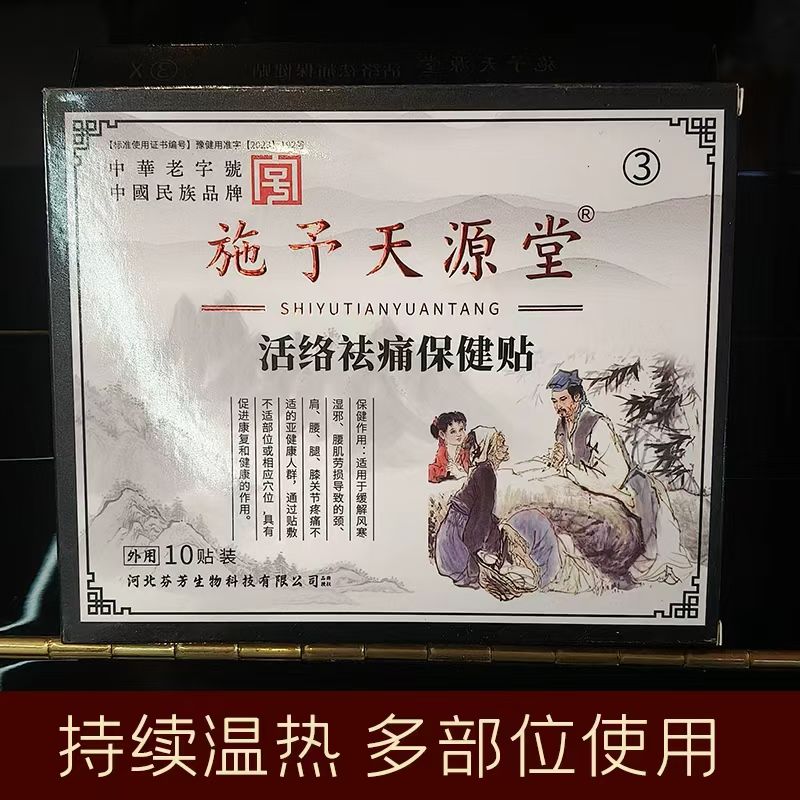 【标准使用证书编号】豫健用准字【2023】192号
中華老字號
中國民族品牌
③
施予天源堂®
SHIYUTIANYUANTANG
活络祛痛保健贴
保健作用：适用于缓解风寒
湿邪、腰肌劳损导致的颈、
肩、腰、腿、膝关节疼痛不
适的亚健康人群，通过贴敷
不适部位或相应穴位，具有
促进康复和健康的作用。
外用 10贴装
河北芬芳生物科技有限公司
持续温热 多部位使用